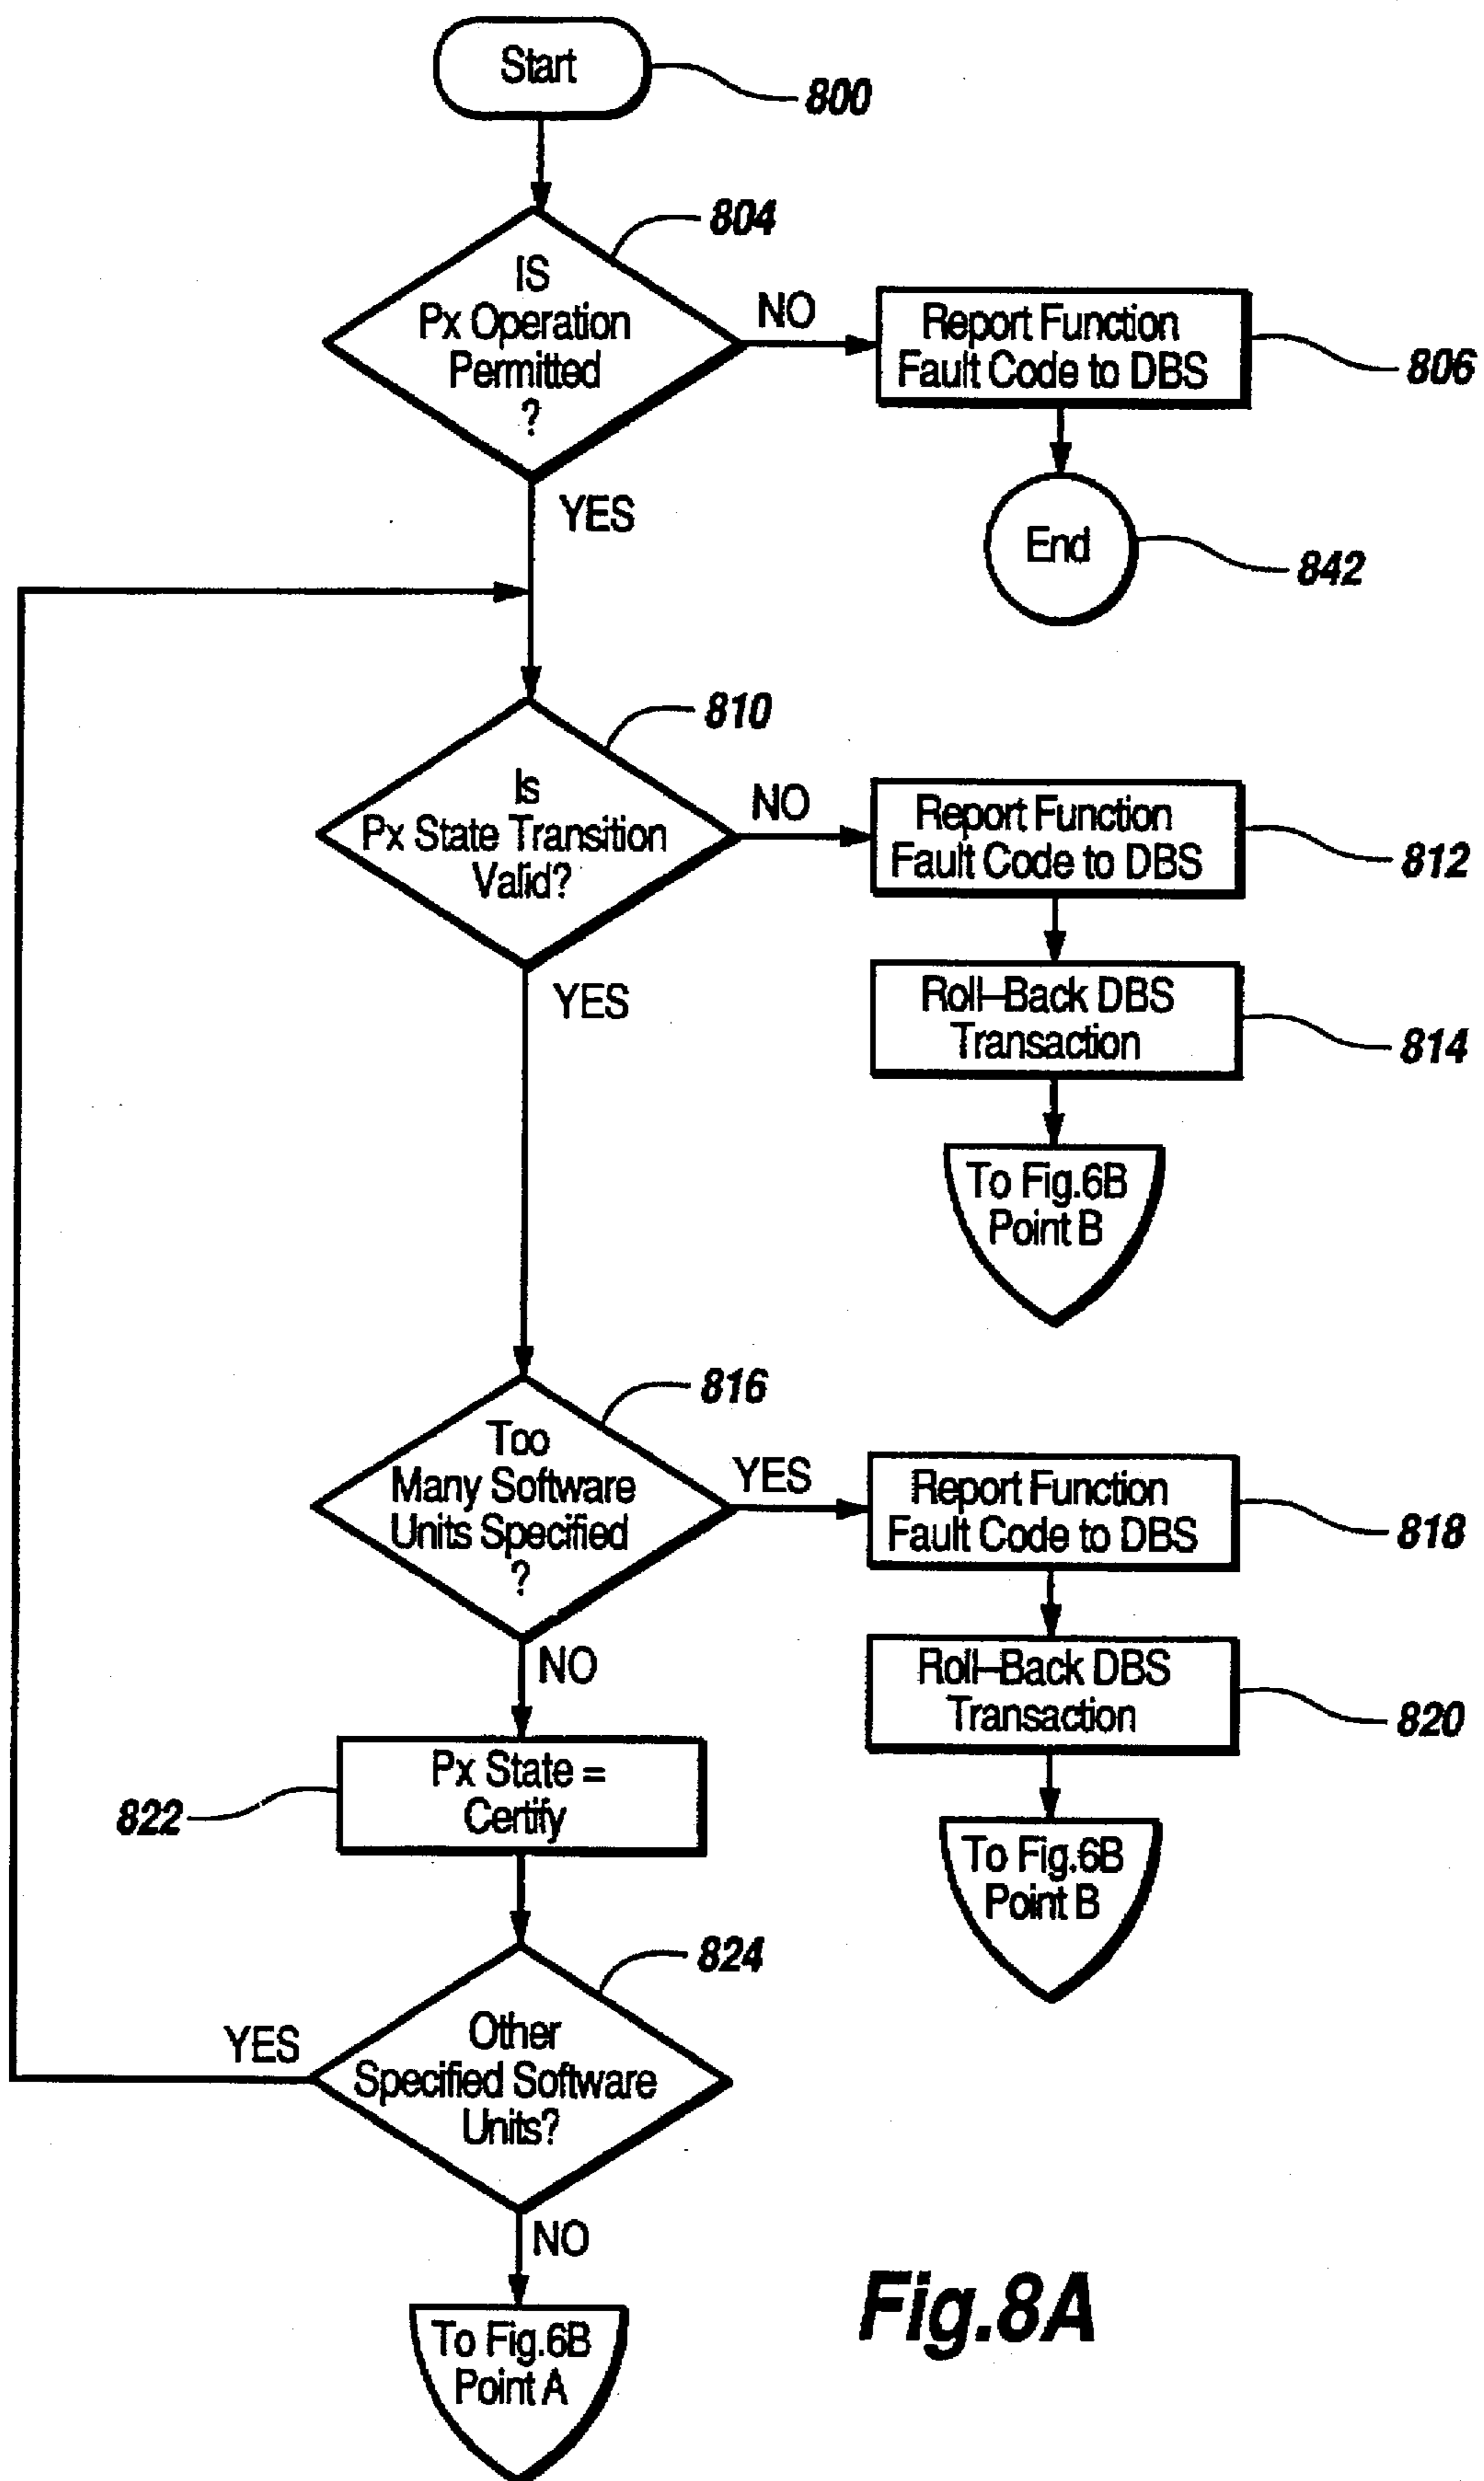 Start
800
804
IS
Px Operation
Permitted
?
NO
Report Function
Fault Code to DBS
806
YES
End
842
810
Is
Px State Transition
Valid?
NO
Report Function
Fault Code to DBS
812
YES
Roll-Back DBS
Transaction
814
To Fig.6B
Point B
816
Too
Many Software
Units Specified
?
YES
Report Function
Fault Code to DBS
818
NO
Roll-Back DBS
Transaction
820
Px State =
Certify
822
To Fig.6B
Point B
824
Other
Specified Software
Units?
YES
NO
To Fig.6B
Point A
Fig.8A